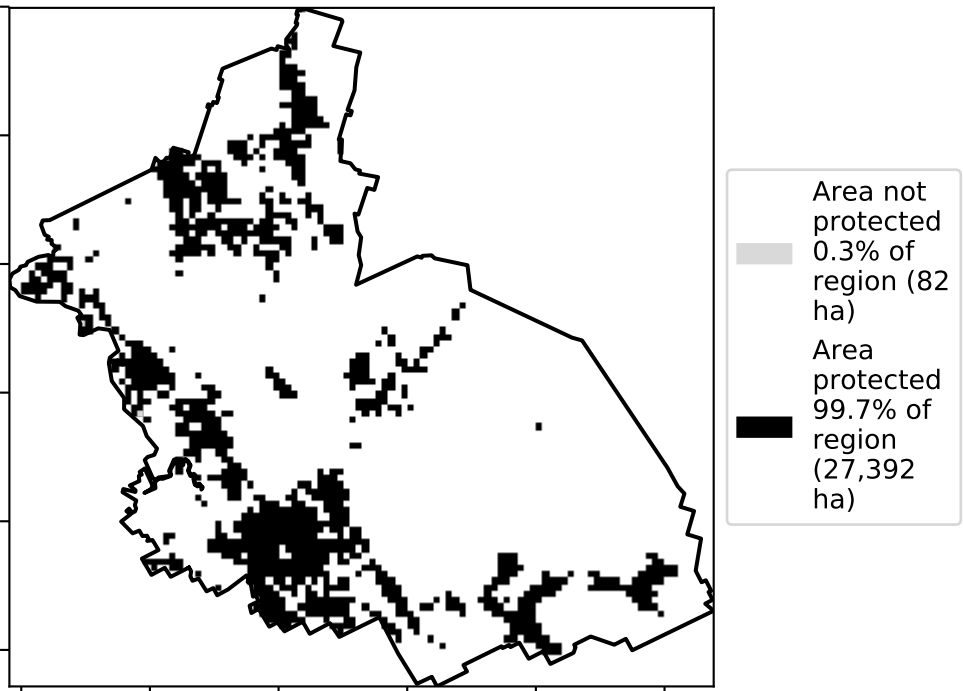 Area not
protected
0.3% of
region (82
ha)
Area
protected
99.7% of
region
(27,392
ha)